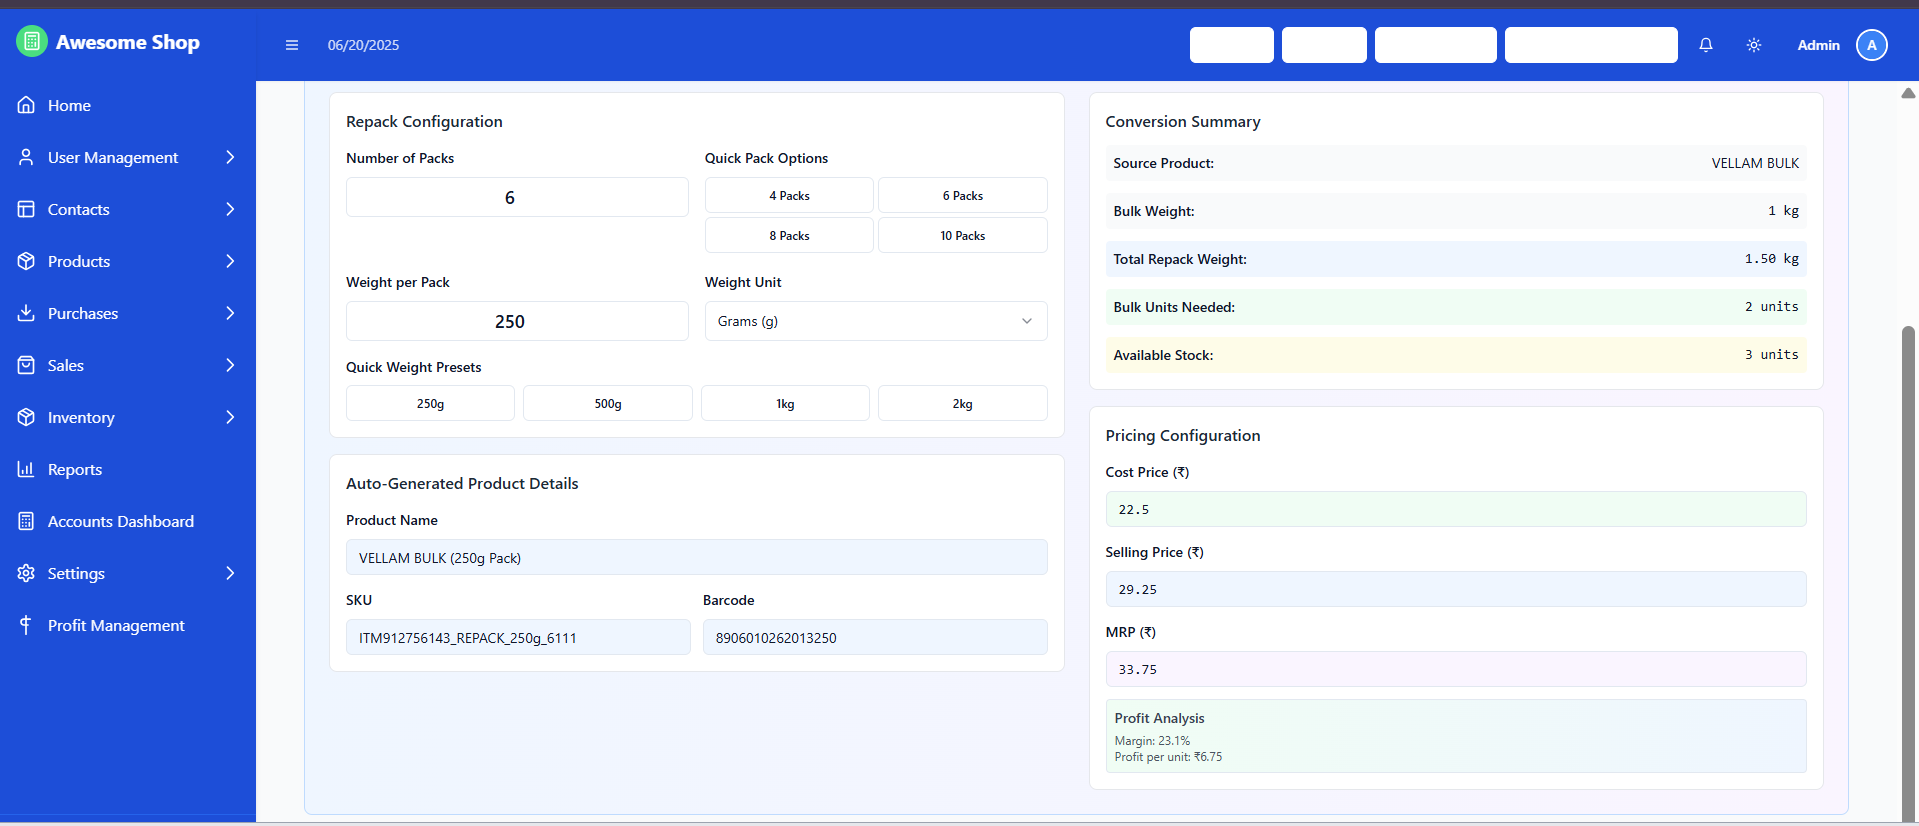 Awesome Shop
06/20/2025
Admin
A
Home
User Management
Contacts
Products
Purchases
Sales
Inventory
Reports
Accounts Dashboard
Settings
Profit Management
Repack Configuration
Number of Packs
6
Quick Pack Options
4 Packs
6 Packs
8 Packs
10 Packs
Weight per Pack
250
Weight Unit
Grams (g)
Quick Weight Presets
250g
500g
1kg
2kg
Auto-Generated Product Details
Product Name
VELLAM BULK (250g Pack)
SKU
ITM912756143_REPACK_250g_6111
Barcode
8906010262013250
Conversion Summary
Source Product: VELLAM BULK
Bulk Weight: 1 kg
Total Repack Weight: 1.50 kg
Bulk Units Needed: 2 units
Available Stock: 3 units
Pricing Configuration
Cost Price (₹)
22.5
Selling Price (₹)
29.25
MRP (₹)
33.75
Profit Analysis
Margin: 23.1%
Profit per unit: ₹6.75